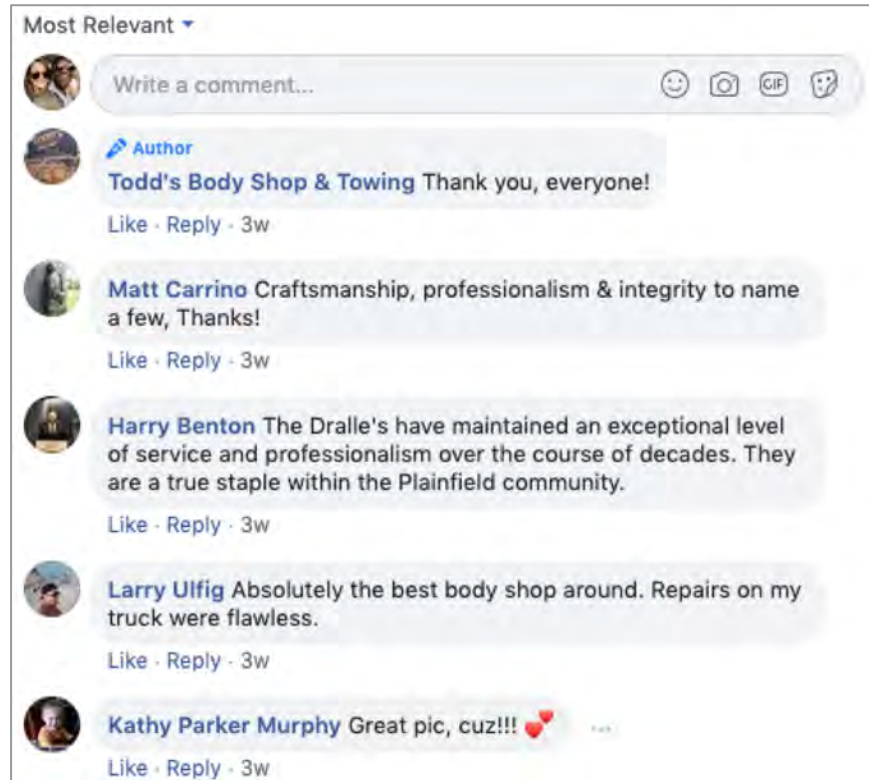 Most Relevant
Write a comment...
GIF
Author
Todd's Body Shop & Towing Thank you, everyone!
Like · Reply · 3w
Matt Carrino Craftsmanship, professionalism & integrity to name
a few, Thanks!
Like · Reply · 3w
Harry Benton The Dralle's have maintained an exceptional level
of service and professionalism over the course of decades. They
are a true staple within the Plainfield community.
Like · Reply · 3w
Larry Ulfig Absolutely the best body shop around. Repairs on my
truck were flawless.
Like · Reply · 3w
Kathy Parker Murphy Great pic, cuz!!! 💕 ...
Like · Reply · 3w